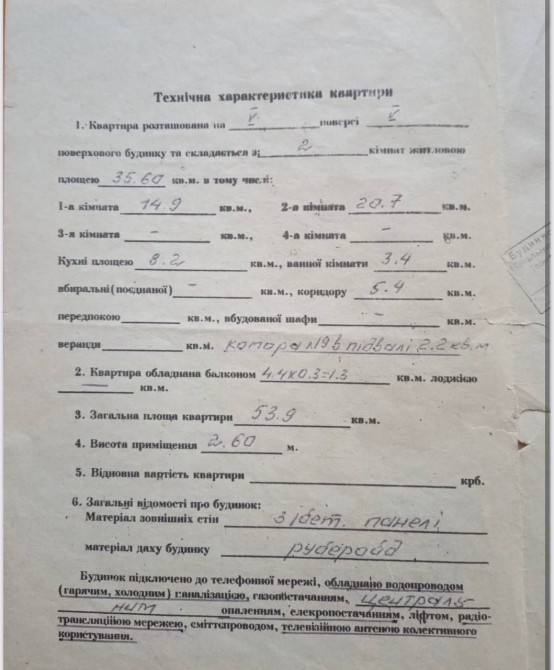 Технічна характеристика квартири
1. Квартира розташована на V поверсі V
поверхового будинку та складається з: 2 кімнат житловою
площею 35.60 кв.м. в тому числі:
1-а кімната 14.9 кв.м., 2-а кімната 20.7 кв.м.
3-я кімната - кв.м., 4-а кімната - кв.м.
Кухні площею 8.2 кв.м., ванної кімнати 3.4 кв.м.
вбиральні (поєднаної) - кв.м., коридору 5.4 кв.м.
передпокою кв.м., вбудованої шафи - кв.м.
веранди кв.м. комора №9 в підвалі 2.2 кв.м
2. Квартира обладнана балконом 4.4х0.3=1.3 кв.м. лоджією
— кв.м.
3. Загальна площа квартири 53.9 кв.м.
4. Висота приміщення 2.60 м.
5. Відновна вартість квартири крб.
6. Загальні відомості про будинок:
Матеріал зовнішніх стін з/бет. панелі
матеріал даху будинку рубероїд
Будинок підключено до телефонної мережі, обладнано водопроводом
(гарячим, холодним) каналізацією, газопостачанням, централь
ним опаленням, елекропостачанням, ліфтом, радіо-
трансляційною мережею, сміттєпроводом, телевізійною антеною колективного
користування.